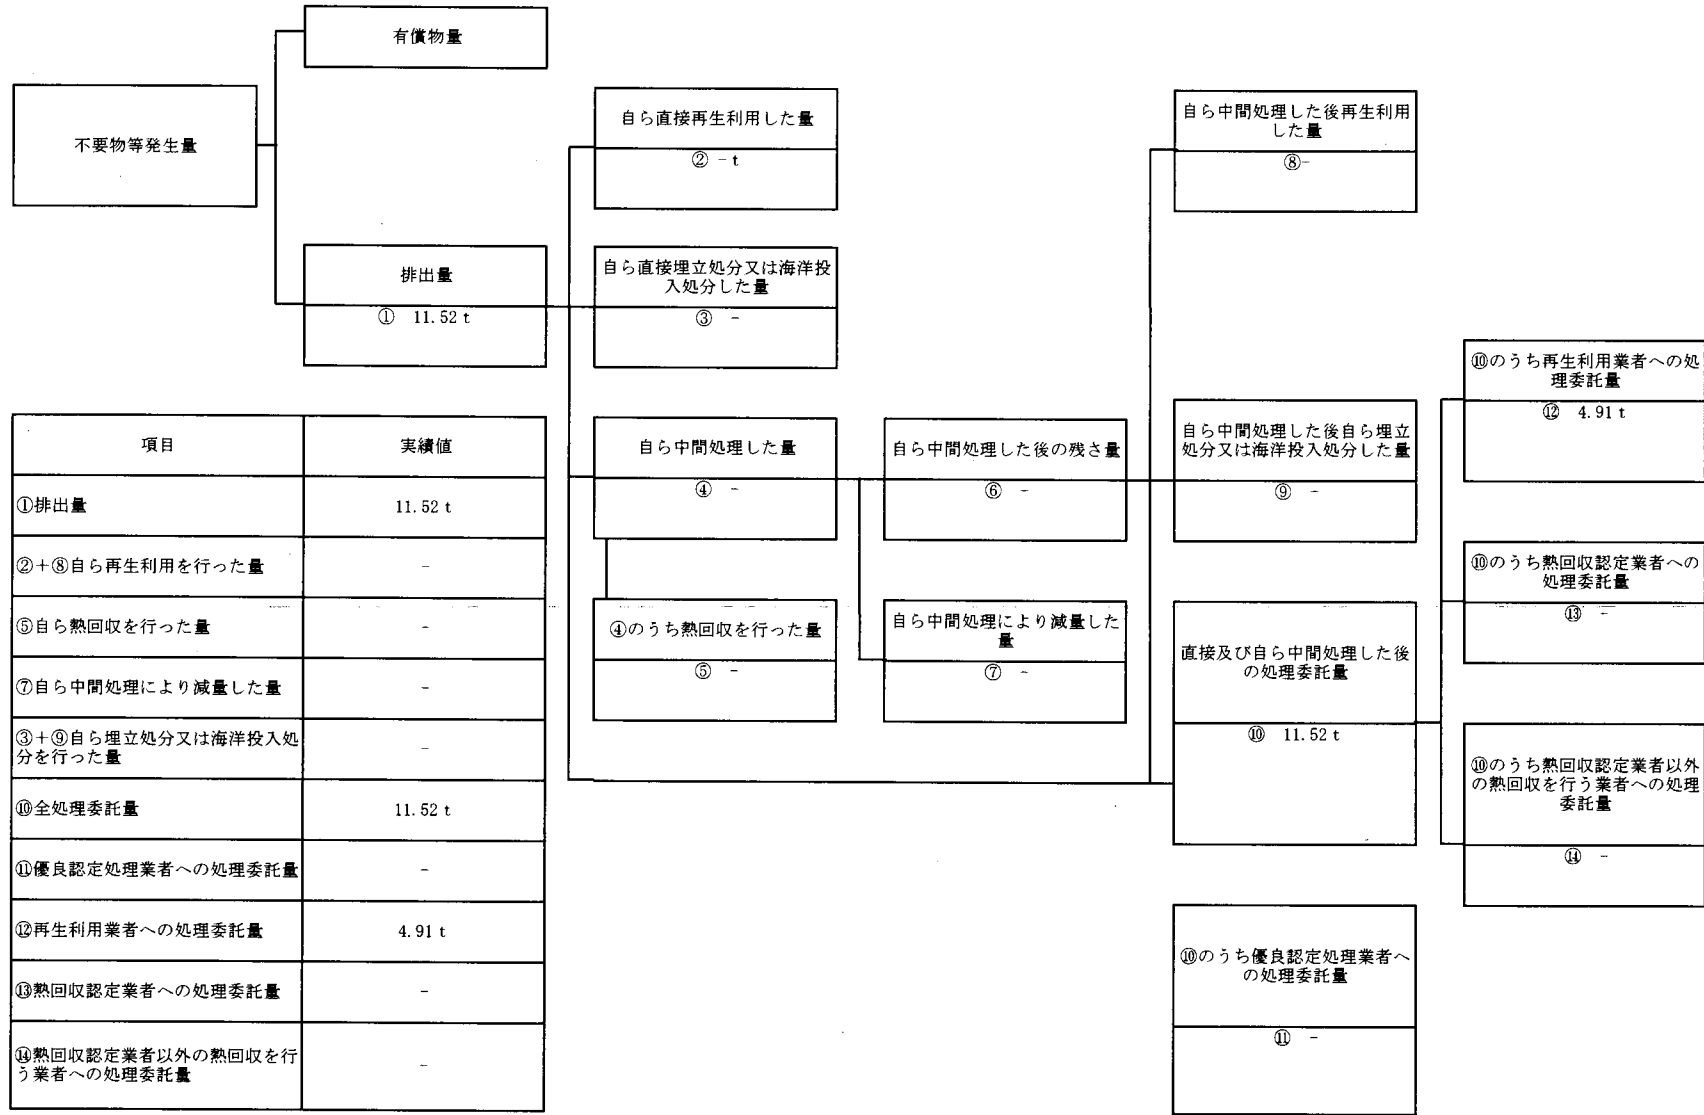 有償物量
不要物等発生量
自ら直接再生利用した量
② - t
自ら中間処理した後再生利用
した量
⑧-
排出量
① 11.52 t
自ら直接埋立処分又は海洋投
入処分した量
③ -
⑩のうち再生利用業者への処
理委託量
⑫ 4.91 t
自ら中間処理した量
④ -
自ら中間処理した後の残さ量
⑥ -
自ら中間処理した後自ら埋立
処分又は海洋投入処分した量
⑨ -
⑩のうち熱回収認定業者への
処理委託量
⑬ -
④のうち熱回収を行った量
⑤ -
自ら中間処理により減量した
量
⑦ -
直接及び自ら中間処理した後
の処理委託量
⑩ 11.52 t
⑩のうち熱回収認定業者以外
の熱回収を行う業者への処理
委託量
⑭ -
⑩のうち優良認定処理業者へ
の処理委託量
⑪ -
項目 実績値
①排出量 11.52 t
②+⑧自ら再生利用を行った量 -
⑤自ら熱回収を行った量 -
⑦自ら中間処理により減量した量 -
③+⑨自ら埋立処分又は海洋投入処
分を行った量 -
⑩全処理委託量 11.52 t
⑪優良認定処理業者への処理委託量 -
⑫再生利用業者への処理委託量 4.91 t
⑬熱回収認定業者への処理委託量 -
⑭熱回収認定業者以外の熱回収を行
う業者への処理委託量 -